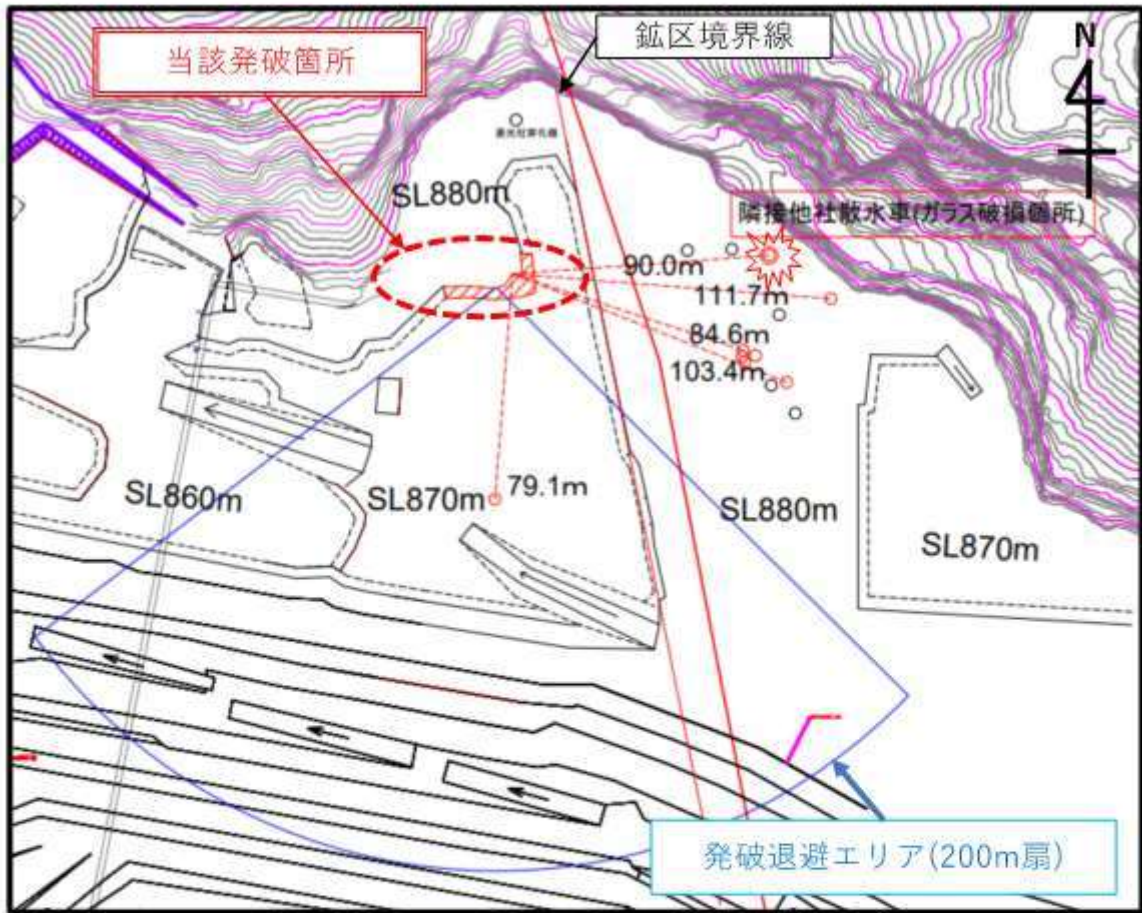 鉱区境界線
当該発破箇所
N
SL880m
隣接他社散水車(ガラス破損個所)
90.0m
111.7m
84.6m
103.4m
SL860m
SL870m
79.1m
SL880m
SL870m
発破退避エリア(200m扇)